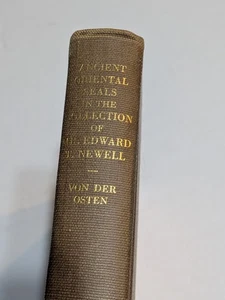 ANCIENT
ORIENTAL
SEALS
IN THE
COLLECTION
OF
MR. EDWARD
T. NEWELL
VON DER
OSTEN